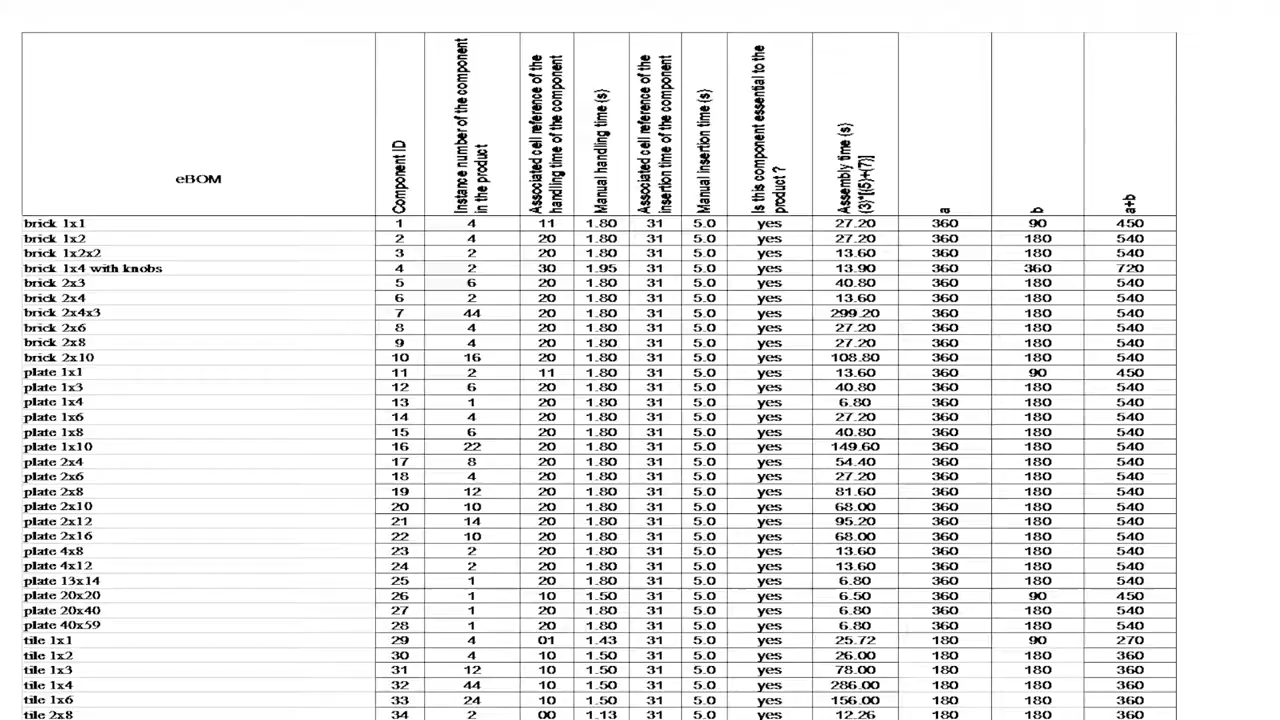 eBOM Component ID Instance number of the component in the product Associated cell reference of the handling time of the component Manual handling time (s) Associated cell reference of the insertion time of the component Manual insertion time (s) Is this component essential to the product ? Assembly time (s) (3)*[(5)+(7)] a b a+b
brick 1x1 1 4 11 1.80 31 5.0 yes 27.20 360 90 450
brick 1x2 2 4 20 1.80 31 5.0 yes 27.20 360 180 540
brick 1x2x2 3 2 20 1.80 31 5.0 yes 13.60 360 180 540
brick 1x4 with knobs 4 2 30 1.95 31 5.0 yes 13.90 360 360 720
brick 2x3 5 6 20 1.80 31 5.0 yes 40.80 360 180 540
brick 2x4 6 2 20 1.80 31 5.0 yes 13.60 360 180 540
brick 2x4x3 7 44 20 1.80 31 5.0 yes 299.20 360 180 540
brick 2x6 8 4 20 1.80 31 5.0 yes 27.20 360 180 540
brick 2x8 9 4 20 1.80 31 5.0 yes 27.20 360 180 540
brick 2x10 10 16 20 1.80 31 5.0 yes 108.80 360 180 540
plate 1x1 11 2 11 1.80 31 5.0 yes 13.60 360 90 450
plate 1x3 12 6 20 1.80 31 5.0 yes 40.80 360 180 540
plate 1x4 13 1 20 1.80 31 5.0 yes 6.80 360 180 540
plate 1x6 14 4 20 1.80 31 5.0 yes 27.20 360 180 540
plate 1x8 15 6 20 1.80 31 5.0 yes 40.80 360 180 540
plate 1x10 16 22 20 1.80 31 5.0 yes 149.60 360 180 540
plate 2x4 17 8 20 1.80 31 5.0 yes 54.40 360 180 540
plate 2x6 18 4 20 1.80 31 5.0 yes 27.20 360 180 540
plate 2x8 19 12 20 1.80 31 5.0 yes 81.60 360 180 540
plate 2x10 20 10 20 1.80 31 5.0 yes 68.00 360 180 540
plate 2x12 21 14 20 1.80 31 5.0 yes 95.20 360 180 540
plate 2x16 22 10 20 1.80 31 5.0 yes 68.00 360 180 540
plate 4x8 23 2 20 1.80 31 5.0 yes 13.60 360 180 540
plate 4x12 24 2 20 1.80 31 5.0 yes 13.60 360 180 540
plate 13x14 25 1 20 1.80 31 5.0 yes 6.80 360 180 540
plate 20x20 26 1 10 1.50 31 5.0 yes 6.50 360 90 450
plate 20x40 27 1 20 1.80 31 5.0 yes 6.80 360 180 540
plate 40x59 28 1 20 1.80 31 5.0 yes 6.80 360 180 540
tile 1x1 29 4 01 1.43 31 5.0 yes 25.72 180 90 270
tile 1x2 30 4 10 1.50 31 5.0 yes 26.00 180 180 360
tile 1x3 31 12 10 1.50 31 5.0 yes 78.00 180 180 360
tile 1x4 32 44 10 1.50 31 5.0 yes 286.00 180 180 360
tile 1x6 33 24 10 1.50 31 5.0 yes 156.00 180 180 360
tile 2x8 34 2 00 1.13 31 5.0 yes 12.26 180 180 360